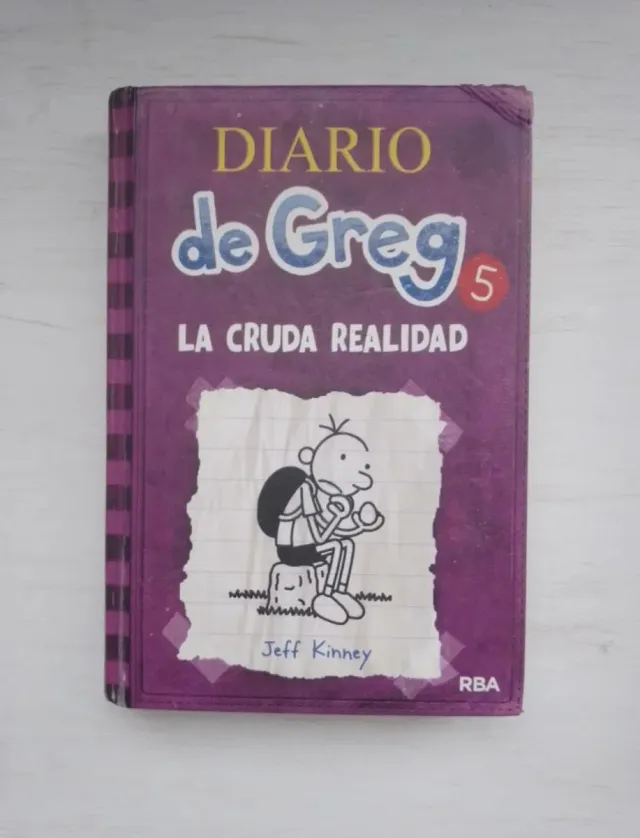 DIARIO
de Greg 5
LA CRUDA REALIDAD
Jeff Kinney
RBA